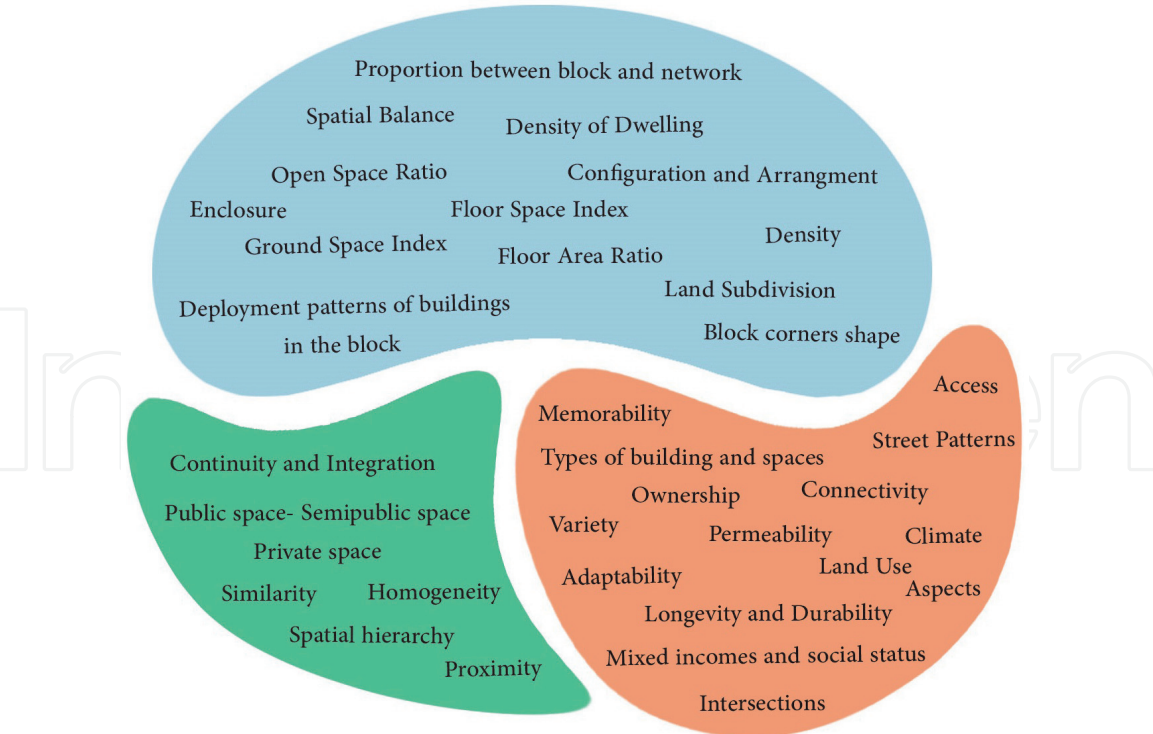 Proportion between block and network
Spatial Balance
Density of Dwelling
Open Space Ratio
Configuration and Arrangment
Enclosure
Floor Space Index
Density
Ground Space Index
Floor Area Ratio
Land Subdivision
Deployment patterns of buildings
in the block
Block corners shape
Continuity and Integration
Public space- Semipublic space
Private space
Similarity
Homogeneity
Spatial hierarchy
Proximity
Access
Memorability
Street Patterns
Types of building and spaces
Ownership
Connectivity
Variety
Permeability
Climate
Land Use
Adaptability
Aspects
Longevity and Durability
Mixed incomes and social status
Intersections